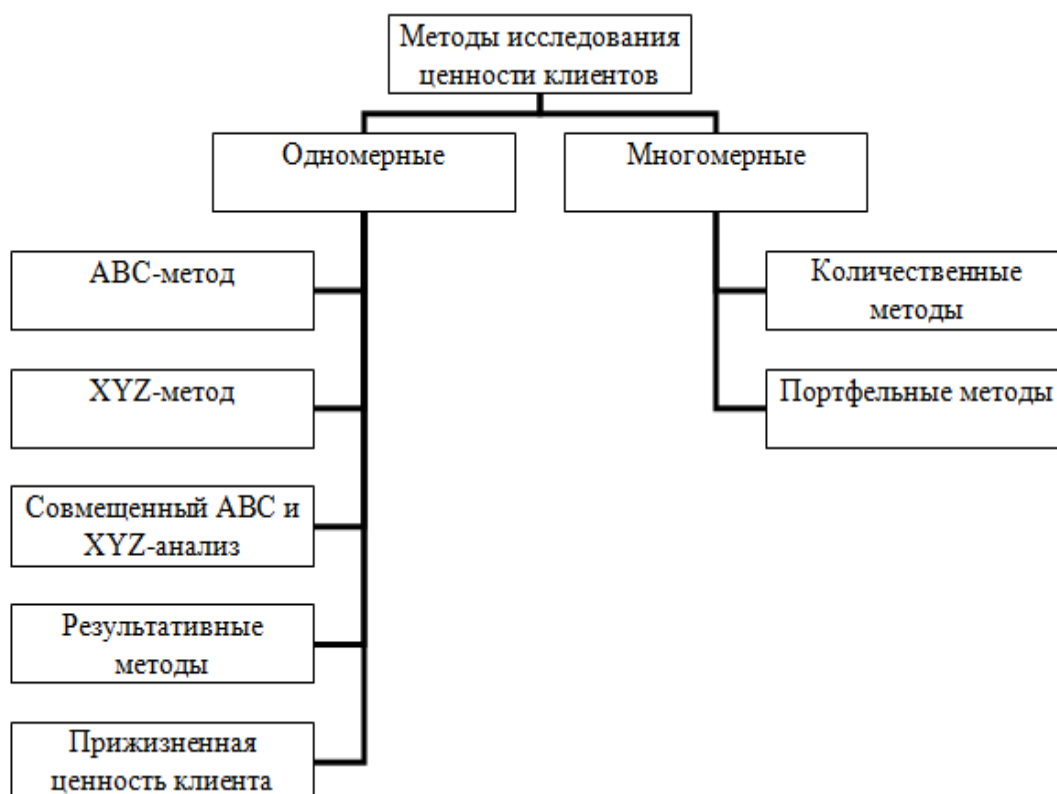 Методы исследования
ценности клиентов
Одномерные
Многомерные
ABC-метод
XYZ-метод
Совмещенный ABC и
XYZ-анализ
Результативные
методы
Прижизненная
ценность клиента
Количественные
методы
Портфельные методы